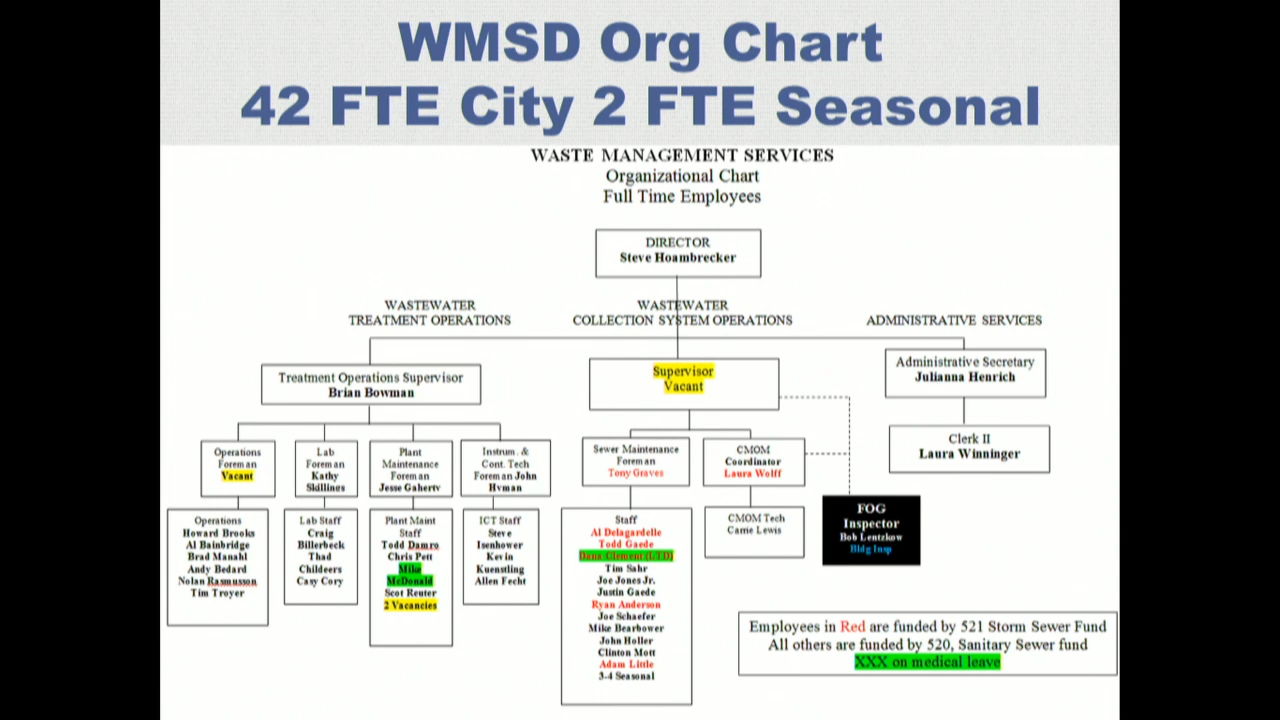 WMSD Org Chart
42 FTE City 2 FTE Seasonal
WASTE MANAGEMENT SERVICES
Organizational Chart
Full Time Employees
DIRECTOR
Steve Hoambrecker
WASTEWATER
TREATMENT OPERATIONS
WASTEWATER
COLLECTION SYSTEM OPERATIONS
ADMINISTRATIVE SERVICES
Treatment Operations Supervisor
Brian Bowman
Supervisor
Vacant
Administrative Secretary
Julianna Henrich
Clerk II
Laura Winninger
Operations
Foreman
Vacant
Lab
Foreman
Kathy
Skillines
Plant
Maintenance
Foreman
Jesse Gaherty
Instrum. &
Cont. Tech
Foreman John
Hyman
Sewer Maintenance
Foreman
Tony Graves
CMOM
Coordinator
Laura Wolff
Operations
Howard Brooks
Al Bainbridge
Brad Manahl
Andy Bedard
Nolan Rasmusson
Tim Troyer
Lab Staff
Craig
Billerbeck
Thad
Childeers
Casy Cory
Plant Maint
Staff
Todd Damro
Chris Pett
Mike
McDonald
Scot Reuter
2 Vacancies
ICT Staff
Steve
Isenhower
Kevin
Kuenstling
Allen Fecht
Staff
Al Delagardelle
Todd Gaede
Dana Clement (LTD)
Tim Sahr
Joe Jones Jr.
Justin Gaede
Ryan Anderson
Joe Schaefer
Mike Bearbower
John Holler
Clinton Mott
Adam Little
3-4 Seasonal
CMOM Tech
Carrie Lewis
FOG
Inspector
Bob Lentzkow
Bldg Insp
Employees in Red are funded by 521 Storm Sewer Fund
All others are funded by 520, Sanitary Sewer fund
XXX on medical leave